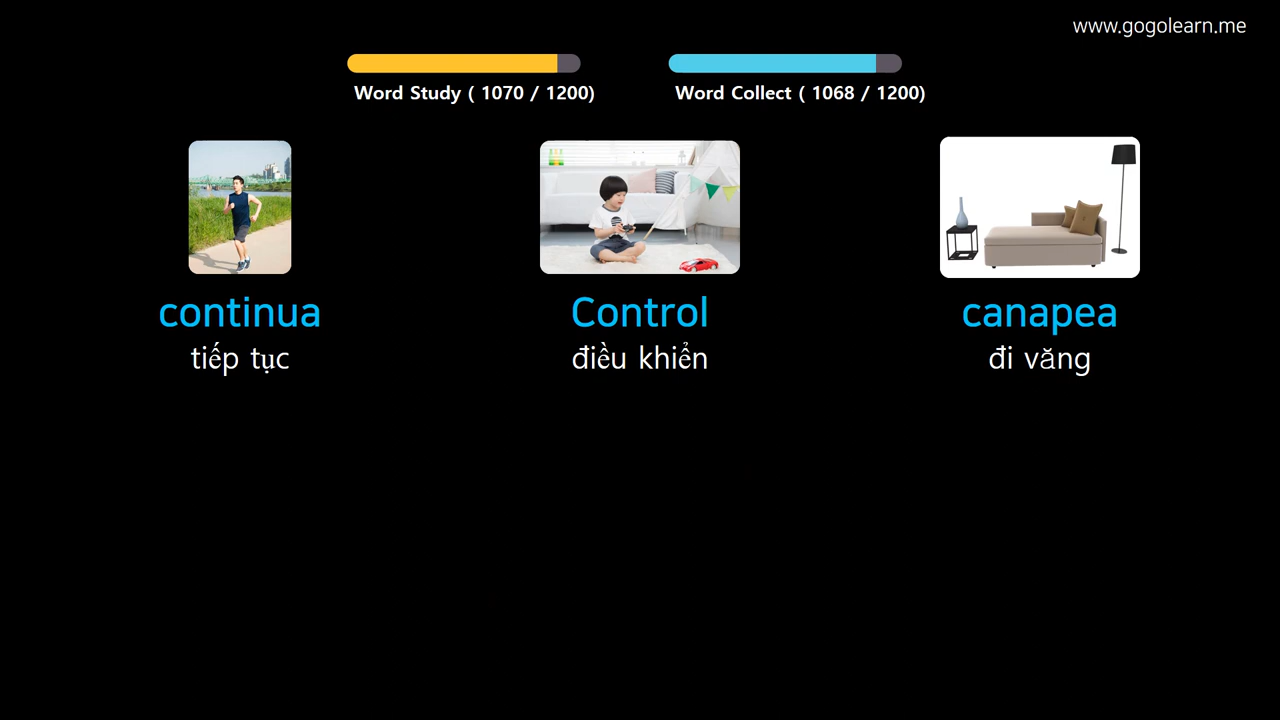 www.gogolearn.me
Word Study ( 1070 / 1200)
Word Collect ( 1068 / 1200)
continua
tiếp tục
Control
điều khiển
canapea
đi văng